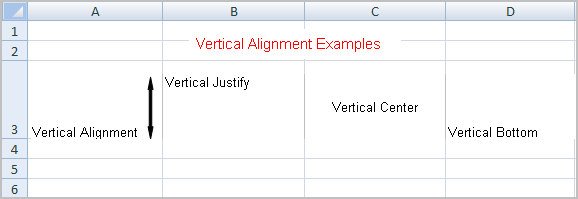 A B C D
1
Vertical Alignment Examples
2
Vertical Justify
Vertical Center
3 Vertical Alignment Vertical Bottom
4
5
6